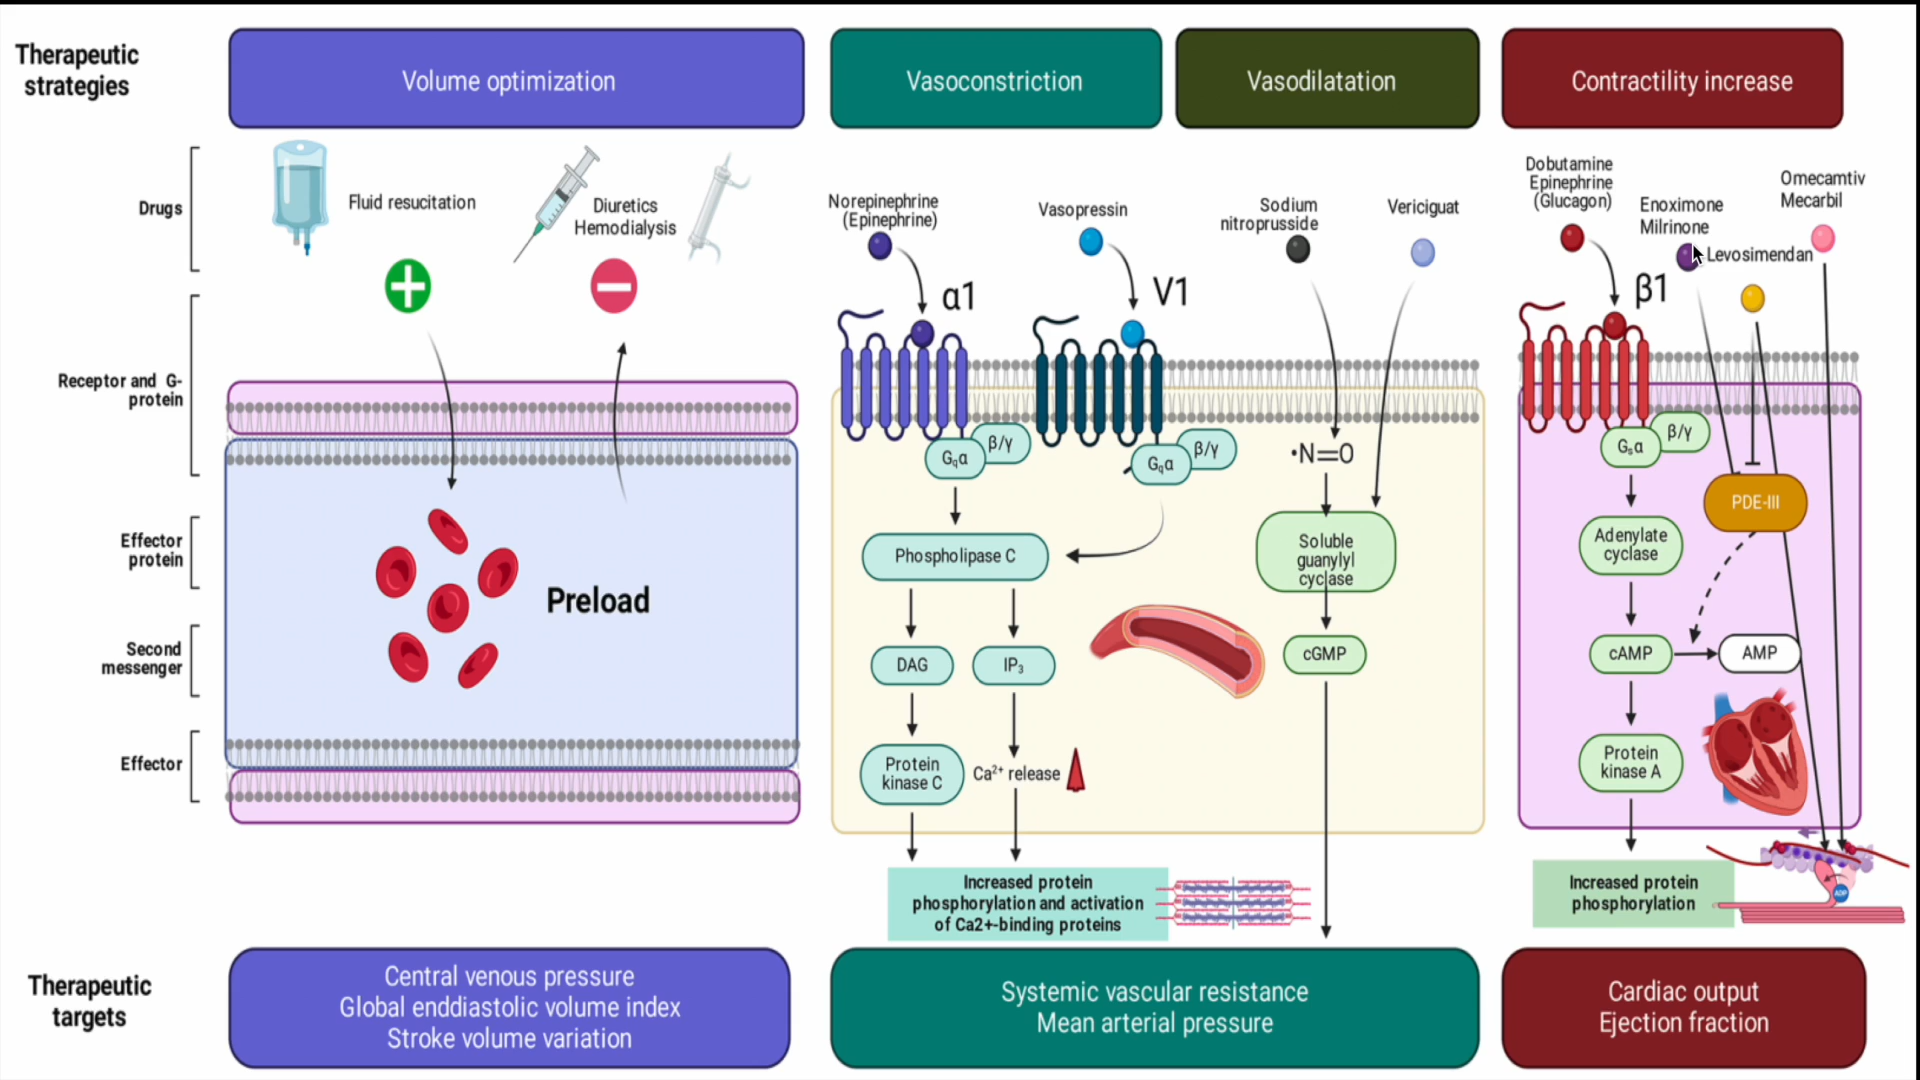 Therapeutic
strategies
Volume optimization
Vasoconstriction
Vasodilatation
Contractility increase
Drugs
Fluid resucitation
Diuretics
Hemodialysis
Norepinephrine
(Epinephrine)
Vasopressin
Sodium
nitroprusside
Vericiguat
Dobutamine
Epinephrine
(Glucagon)
Enoximone
Milrinone
Levosimendan
Omecamtiv
Mecarbil
α1
V1
β1
Receptor and G-
protein
Gqα
β/γ
Gqα
β/γ
•N=O
Gsα
β/γ
PDE-III
Effector
protein
Phospholipase C
Soluble
guanylyl
cyclase
Adenylate
cyclase
Preload
Second
messenger
DAG
IP3
cGMP
cAMP
AMP
Effector
Protein
kinase C
Ca2+ release
Protein
kinase A
Increased protein
phosphorylation and activation
of Ca2+-binding proteins
Increased protein
phosphorylation
ADP
Therapeutic
targets
Central venous pressure
Global enddiastolic volume index
Stroke volume variation
Systemic vascular resistance
Mean arterial pressure
Cardiac output
Ejection fraction